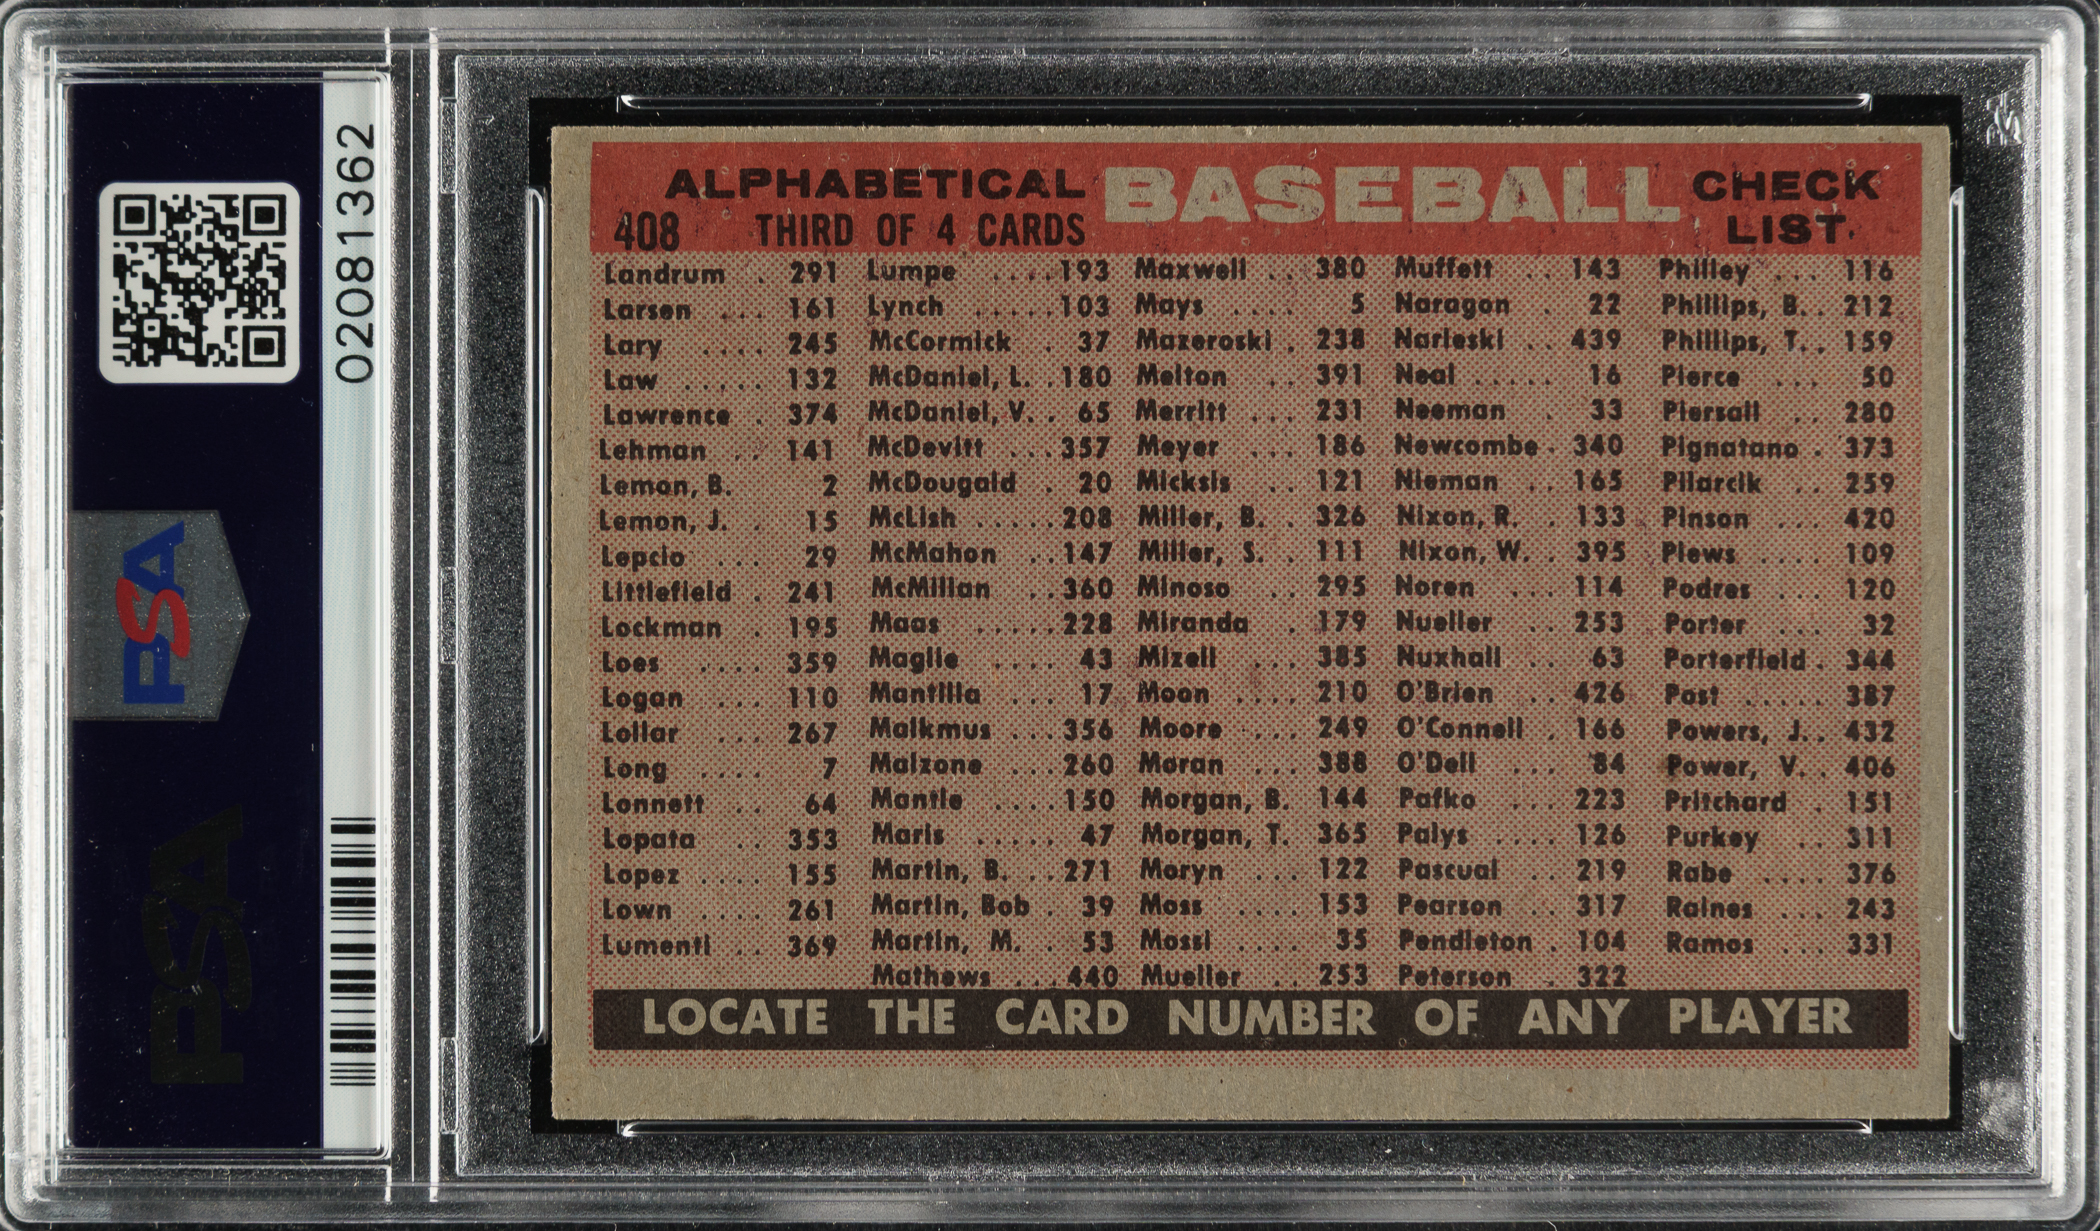 02081362
PSA
PSA
ALPHABETICAL BASEBALL CHECK LIST.
408 THIRD OF 4 CARDS
Landrum . 291
Larsen ... 161
Lary .... 245
Law ..... 132
Lawrence . 374
Lehman .. 141
Lemon, B. 2
Lemon, J. . 15
Lepcio ... 29
Littlefield . 241
Lockman . 195
Loes .... 359
Logan ... 110
Lollar ... 267
Long .... 7
Lonnett .. 64
Lopata .. 353
Lopez .... 155
Lown .... 261
Lumenti .. 369
Lumpe .... 193
Lynch ..... 103
McCormick . 37
McDaniel, L. . 180
McDaniel, V. . 65
McDevitt ... 357
McDougald . 20
McLish ..... 208
McMahon .. 147
McMillan .. 360
Maas ..... 228
Maglie .... 43
Mantilla ... 17
Malkmus ... 356
Malzone ... 260
Mantle .... 150
Maris ..... 47
Martin, B. .. 271
Martin, Bob . 39
Martin, M. . 53
Mathews ... 440
Maxwell .. 380
Mays .... 5
Mazeroski . 238
Melton .. 391
Merritt ... 231
Meyer ... 186
Micksis .. 121
Miller, B. . 326
Miller, S. . 111
Minoso .. 295
Miranda . 179
Mizell ... 385
Moon .... 210
Moore .... 249
Moran ... 388
Morgan, B. 144
Morgan, T. 365
Moryn ... 122
Moss .... 153
Mossi .... 35
Mueller .. 253
Muffett .. 143
Naragon . 22
Narleski .. 439
Neal ..... 16
Neeman . 33
Newcombe . 340
Nieman .. 165
Nixon, R. . 133
Nixon, W. . 395
Noren ... 114
Nueller .. 253
Nuxhall .. 63
O'Brien .. 426
O'Connell . 166
O'Dell ... 84
Pafko ... 223
Palys .... 126
Pascual .. 219
Pearson .. 317
Pendleton . 104
Peterson . 322
Philley ... 116
Phillips, B. . 212
Phillips, T. . 159
Pierce ... 50
Piersall .. 280
Pignatano . 373
Pilarcik .. 259
Pinson ... 420
Plews .... 109
Podres ... 120
Porter ... 32
Porterfield . 344
Post ..... 387
Powers, J. . 432
Power, V. . 406
Pritchard . 151
Purkey .. 311
Rabe .... 376
Raines ... 243
Ramos ... 331
LOCATE THE CARD NUMBER OF ANY PLAYER